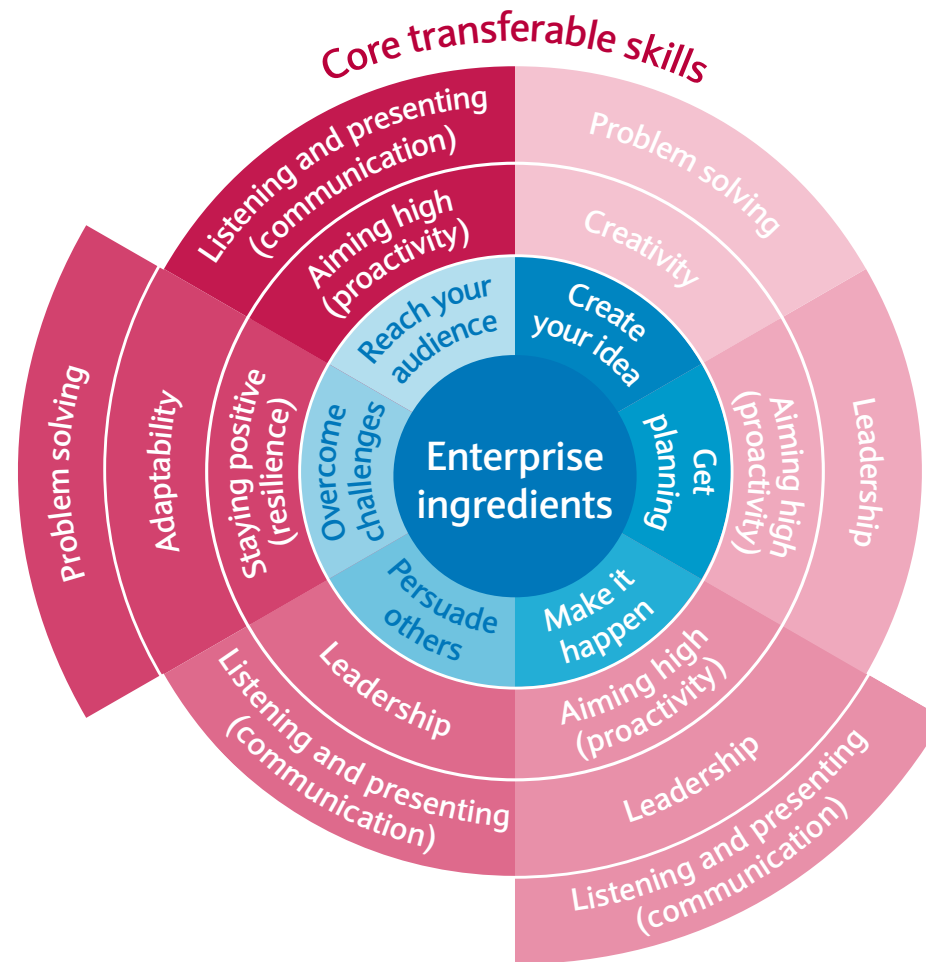 Core transferable skills
Enterprise
ingredients
Create
your idea
Creativity
Problem solving
Get
planning
Aiming high
(proactivity)
Leadership
Make it
happen
Aiming high
(proactivity)
Leadership
Listening and presenting
(communication)
Persuade
others
Leadership
Listening and presenting
(communication)
Overcome
challenges
Staying positive
(resilience)
Adaptability
Problem solving
Reach your
audience
Aiming high
(proactivity)
Listening and presenting
(communication)